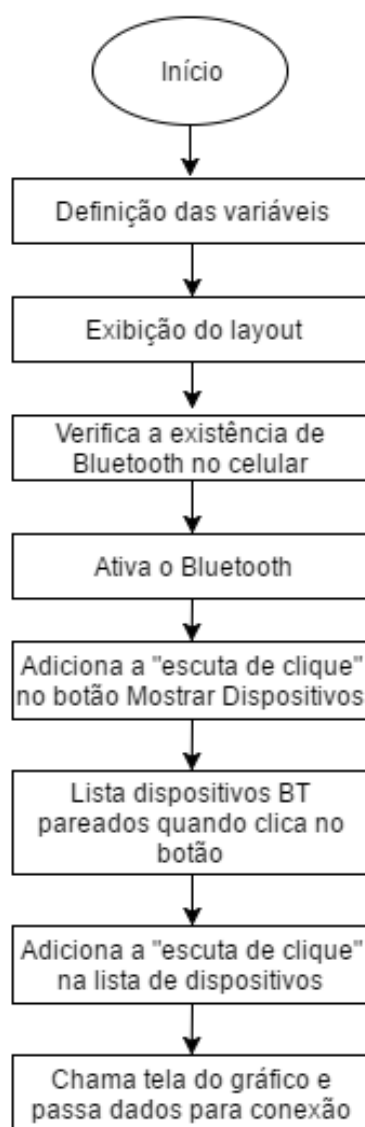 Início
Definição das variáveis
Exibição do layout
Verifica a existência de
Bluetooth no celular
Ativa o Bluetooth
Adiciona a "escuta de clique"
no botão Mostrar Dispositivos
Lista dispositivos BT
pareados quando clica no
botão
Adiciona a "escuta de clique"
na lista de dispositivos
Chama tela do gráfico e
passa dados para conexão